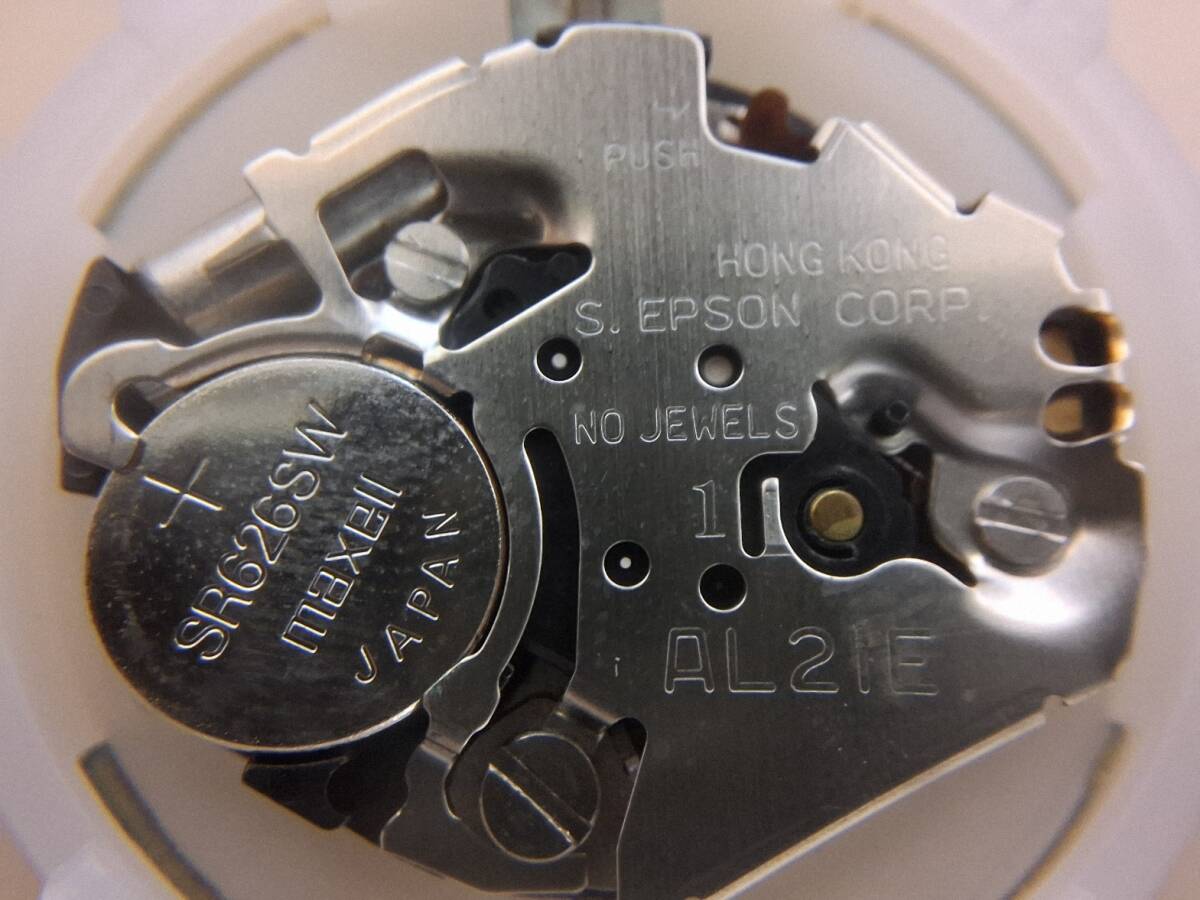 PUSH
HONG KONG
S. EPSON CORP.
NO JEWELS
1
AL21E
+
SR626SW
maxell
JAPAN